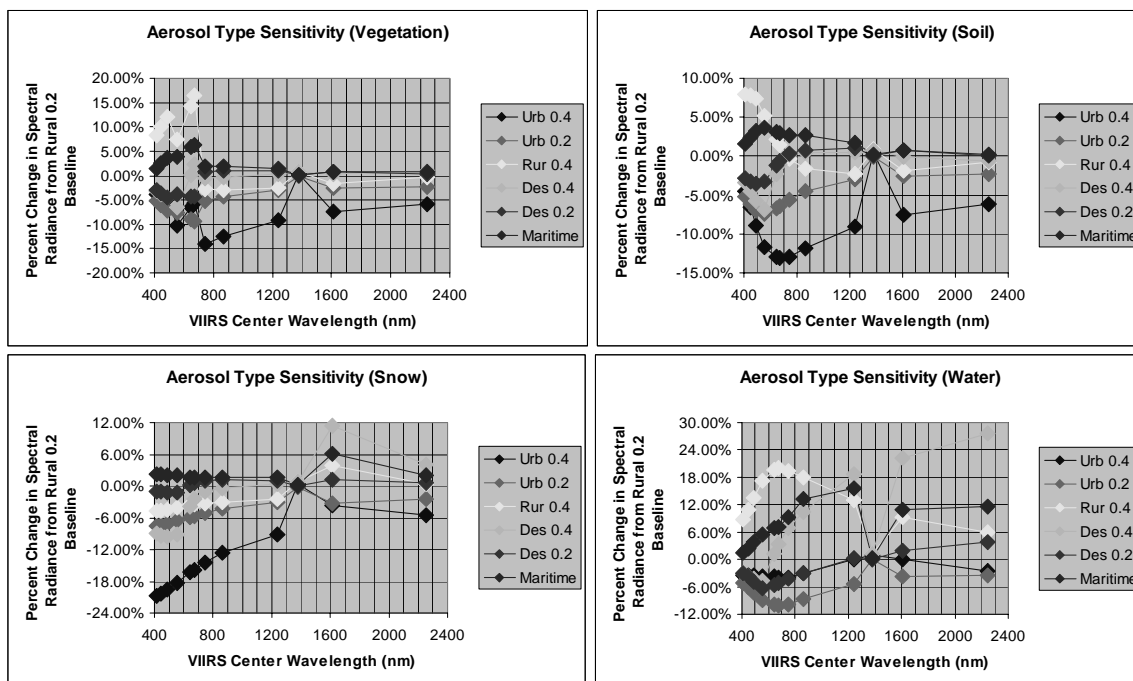 Aerosol Type Sensitivity (Vegetation)
Percent Change in Spectral
Radiance from Rural 0.2
Baseline
20.00%
15.00%
10.00%
5.00%
0.00%
-5.00%
-10.00%
-15.00%
-20.00%
400 800 1200 1600 2000 2400
VIIRS Center Wavelength (nm)
Urb 0.4
Urb 0.2
Rur 0.4
Des 0.4
Des 0.2
Maritime
Aerosol Type Sensitivity (Soil)
Percent Change in Spectral
Radiance from Rural 0.2
Baseline
10.00%
5.00%
0.00%
-5.00%
-10.00%
-15.00%
400 800 1200 1600 2000 2400
VIIRS Center Wavelength (nm)
Urb 0.4
Urb 0.2
Rur 0.4
Des 0.4
Des 0.2
Maritime
Aerosol Type Sensitivity (Snow)
Percent Change in Spectral
Radiance from Rural 0.2
Baseline
12.00%
6.00%
0.00%
-6.00%
-12.00%
-18.00%
-24.00%
400 800 1200 1600 2000 2400
VIIRS Center Wavelength (nm)
Urb 0.4
Urb 0.2
Rur 0.4
Des 0.4
Des 0.2
Maritime
Aerosol Type Sensitivity (Water)
Percent Change in Spectral
Radiance from Rural 0.2
Baseline
30.00%
24.00%
18.00%
12.00%
6.00%
0.00%
-6.00%
-12.00%
400 800 1200 1600 2000 2400
VIIRS Center Wavelength (nm)
Urb 0.4
Urb 0.2
Rur 0.4
Des 0.4
Des 0.2
Maritime